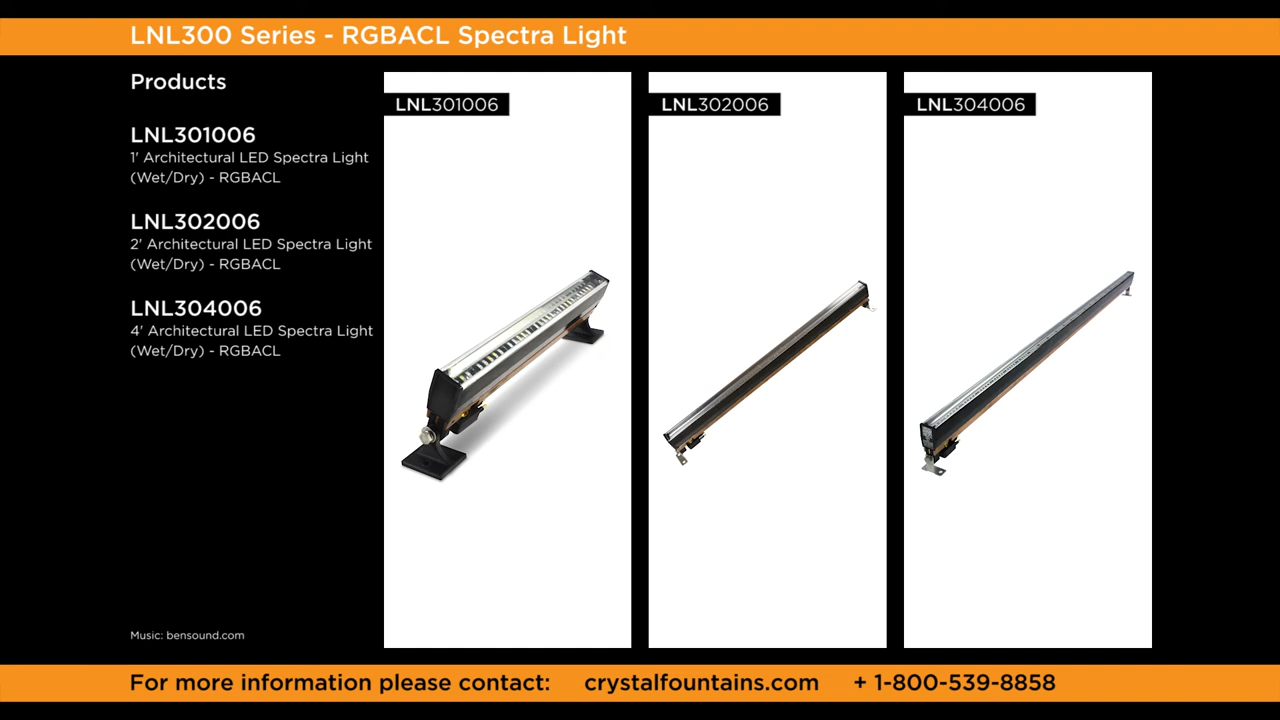 LNL300 Series - RGBACL Spectra Light
Products
LNL301006
1' Architectural LED Spectra Light
(Wet/Dry) - RGBACL
LNL302006
2' Architectural LED Spectra Light
(Wet/Dry) - RGBACL
LNL304006
4' Architectural LED Spectra Light
(Wet/Dry) - RGBACL
Music: bensound.com
LNL301006
LNL302006
LNL304006
For more information please contact: crystalfountains.com + 1-800-539-8858